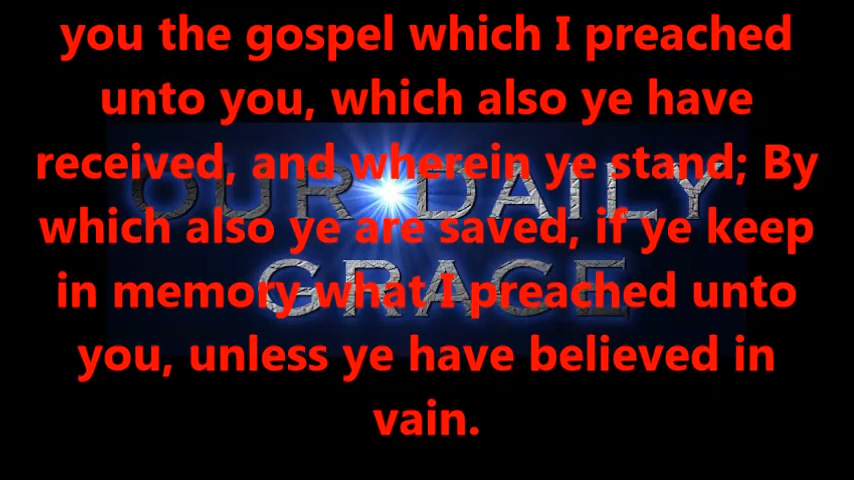 you the gospel which I preached
unto you, which also ye have
received, and wherein ye stand; By
OUR DAILY
which also ye are saved, if ye keep
GRACE
in memory what I preached unto
you, unless ye have believed in
vain.